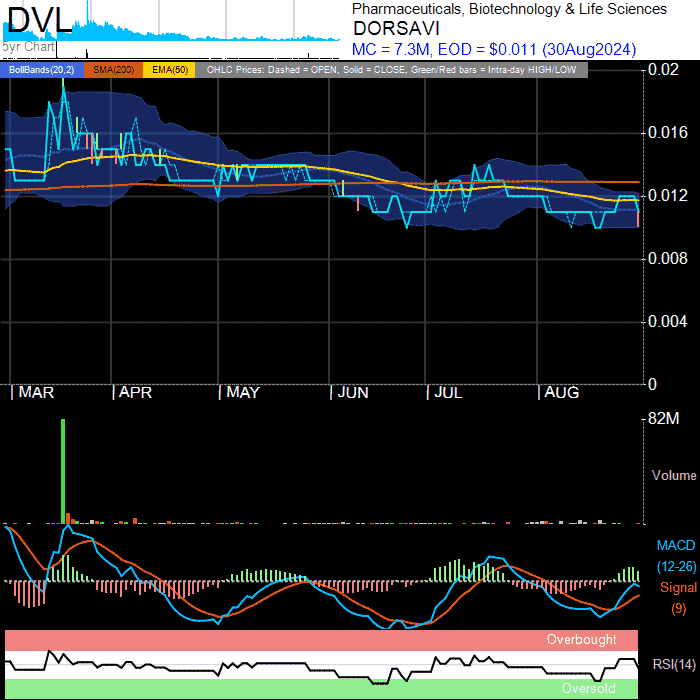 DVL
5yr Chart
Pharmaceuticals, Biotechnology & Life Sciences
DORSAVI
MC = 7.3M, EOD = $0.011 (30Aug2024)
BollBands(20,2) SMA(200) EMA(50) OHLC Prices: Dashed = OPEN, Solid = CLOSE, Green/Red bars = Intra-day HIGH/LOW
0.02
0.016
0.012
0.008
0.004
0
MAR APR MAY JUN JUL AUG
82M
Volume
MACD
(12-26)
Signal
(9)
Overbought
RSI(14)
Oversold